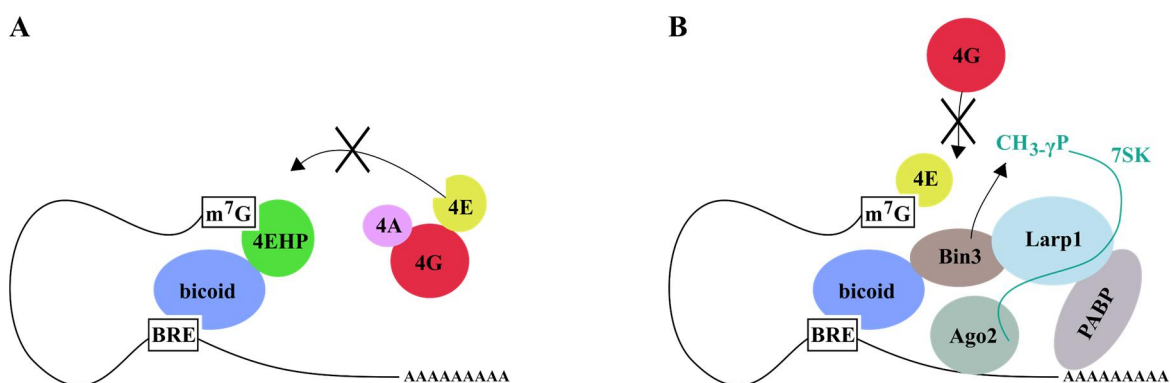 A
m⁷G
4EHP
bicoid
BRE
4A
4E
4G
AAAAAAAAA
B
4G
CH₃-γP
7SK
4E
m⁷G
Larp1
Bin3
bicoid
PABP
BRE
Ago2
AAAAAAAAA